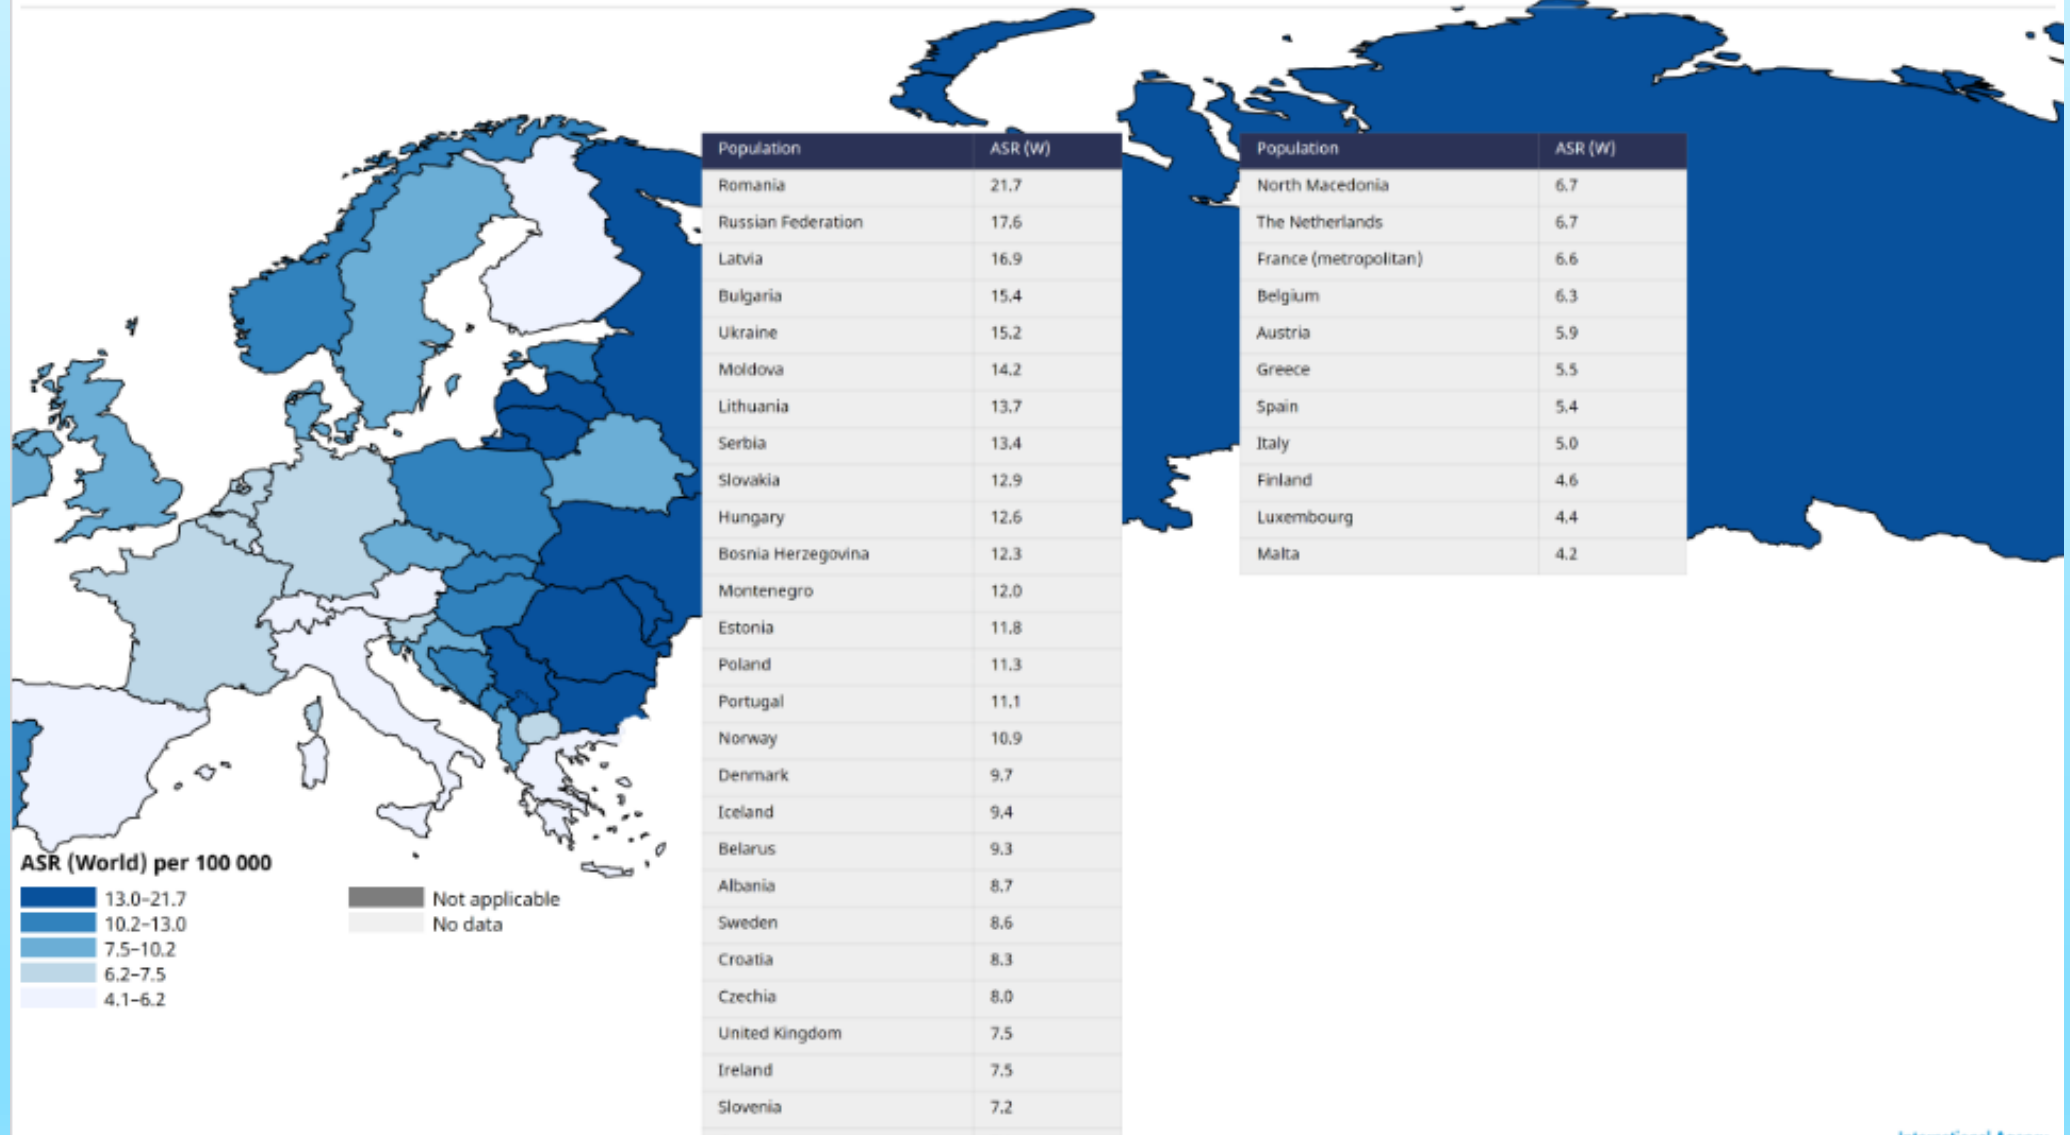 Population ASR (W)
Romania 21.7
Russian Federation 17.6
Latvia 16.9
Bulgaria 15.4
Ukraine 15.2
Moldova 14.2
Lithuania 13.7
Serbia 13.4
Slovakia 12.9
Hungary 12.6
Bosnia Herzegovina 12.3
Montenegro 12.0
Estonia 11.8
Poland 11.3
Portugal 11.1
Norway 10.9
Denmark 9.7
Iceland 9.4
Belarus 9.3
Albania 8.7
Sweden 8.6
Croatia 8.3
Czechia 8.0
United Kingdom 7.5
Ireland 7.5
Slovenia 7.2
Population ASR (W)
North Macedonia 6.7
The Netherlands 6.7
France (metropolitan) 6.6
Belgium 6.3
Austria 5.9
Greece 5.5
Spain 5.4
Italy 5.0
Finland 4.6
Luxembourg 4.4
Malta 4.2
ASR (World) per 100 000
13.0–21.7
10.2–13.0
7.5–10.2
6.2–7.5
4.1–6.2
Not applicable
No data